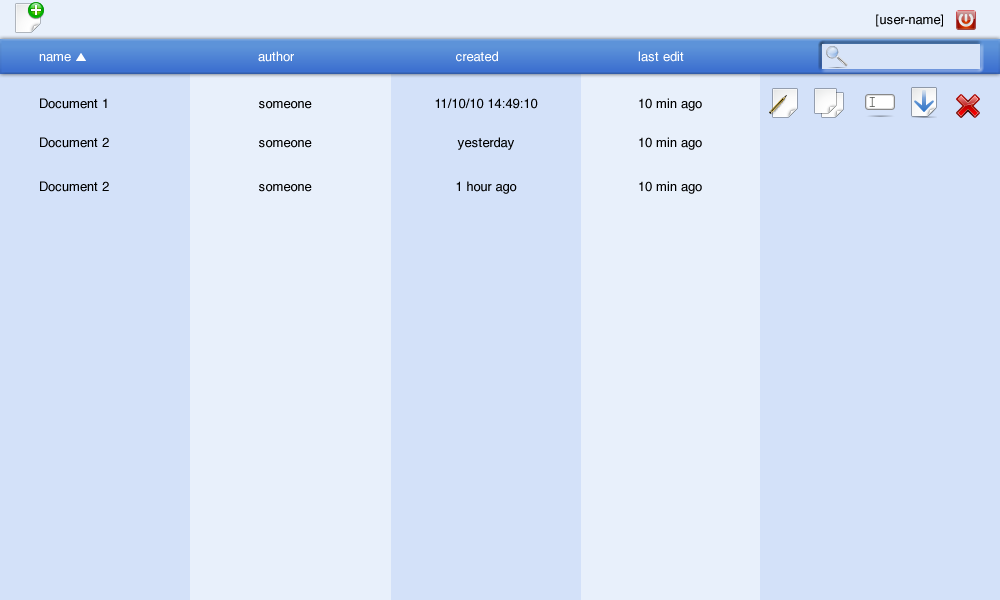 [user-name]
name ▲ author created last edit
Document 1 someone 11/10/10 14:49:10 10 min ago
Document 2 someone yesterday 10 min ago
Document 2 someone 1 hour ago 10 min ago